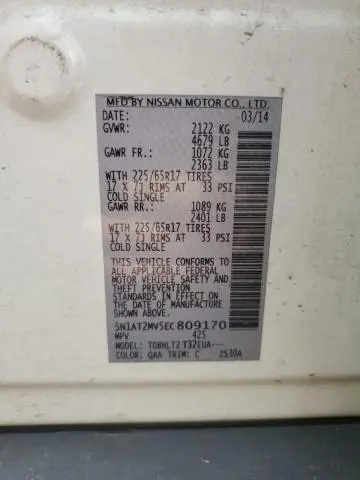 MFD BY NISSAN MOTOR CO., LTD.
DATE: 03/14
GVWR: 2122 KG
4679 LB
GAWR FR.: 1072 KG
2363 LB
WITH 225/65R17 TIRES
17 X 7J RIMS AT 33 PSI
COLD SINGLE
GAWR RR.: 1089 KG
2401 LB
WITH 225/65R17 TIRES
17 X 7J RIMS AT 33 PSI
COLD SINGLE
THIS VEHICLE CONFORMS TO
ALL APPLICABLE FEDERAL
MOTOR VEHICLE SAFETY AND
AND THEFT PREVENTION
STANDARDS IN EFFECT ON
THE DATE OF MANUFACTURE
SHOWN ABOVE.
5N1AT2MV5EC809170
MPV 425
MODEL: TDBNLTZ T32EUA----
COLOR: QAA TRIM: C 2530A